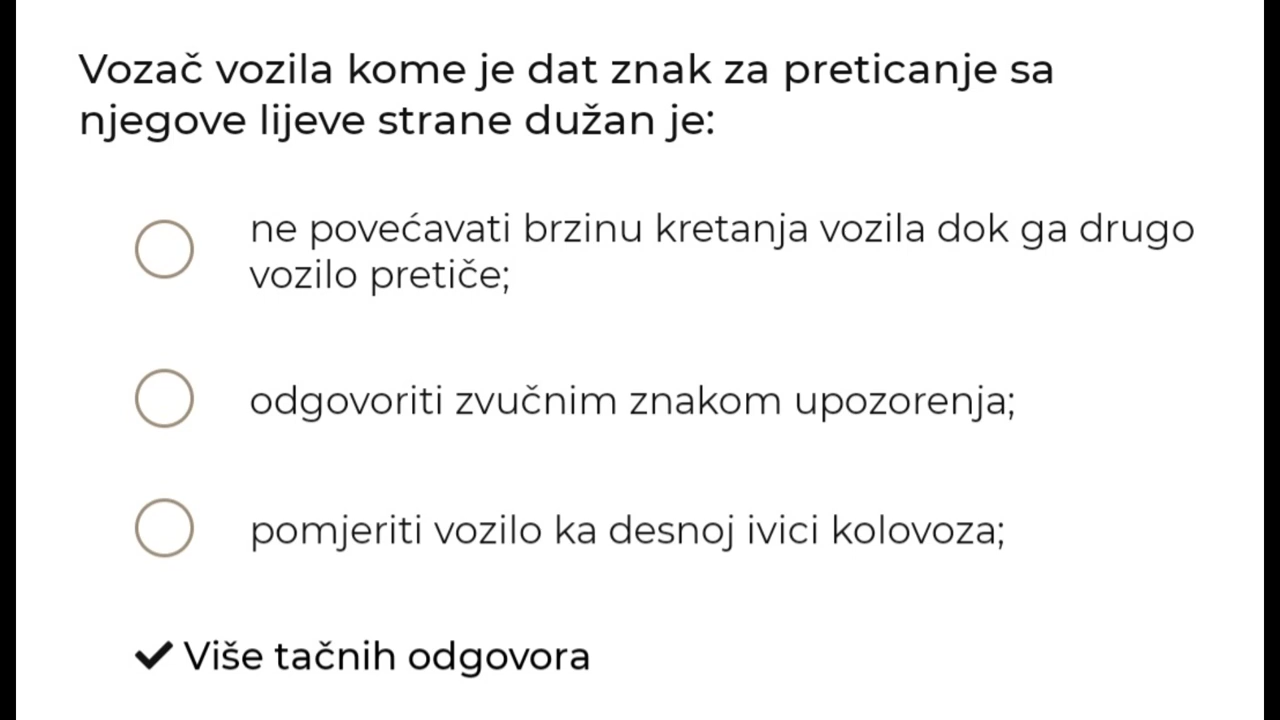 Vozač vozila kome je dat znak za preticanje sa
njegove lijeve strane dužan je:
ne povećavati brzinu kretanja vozila dok ga drugo
vozilo pretiče;
odgovoriti zvučnim znakom upozorenja;
pomjeriti vozilo ka desnoj ivici kolovoza;
Više tačnih odgovora